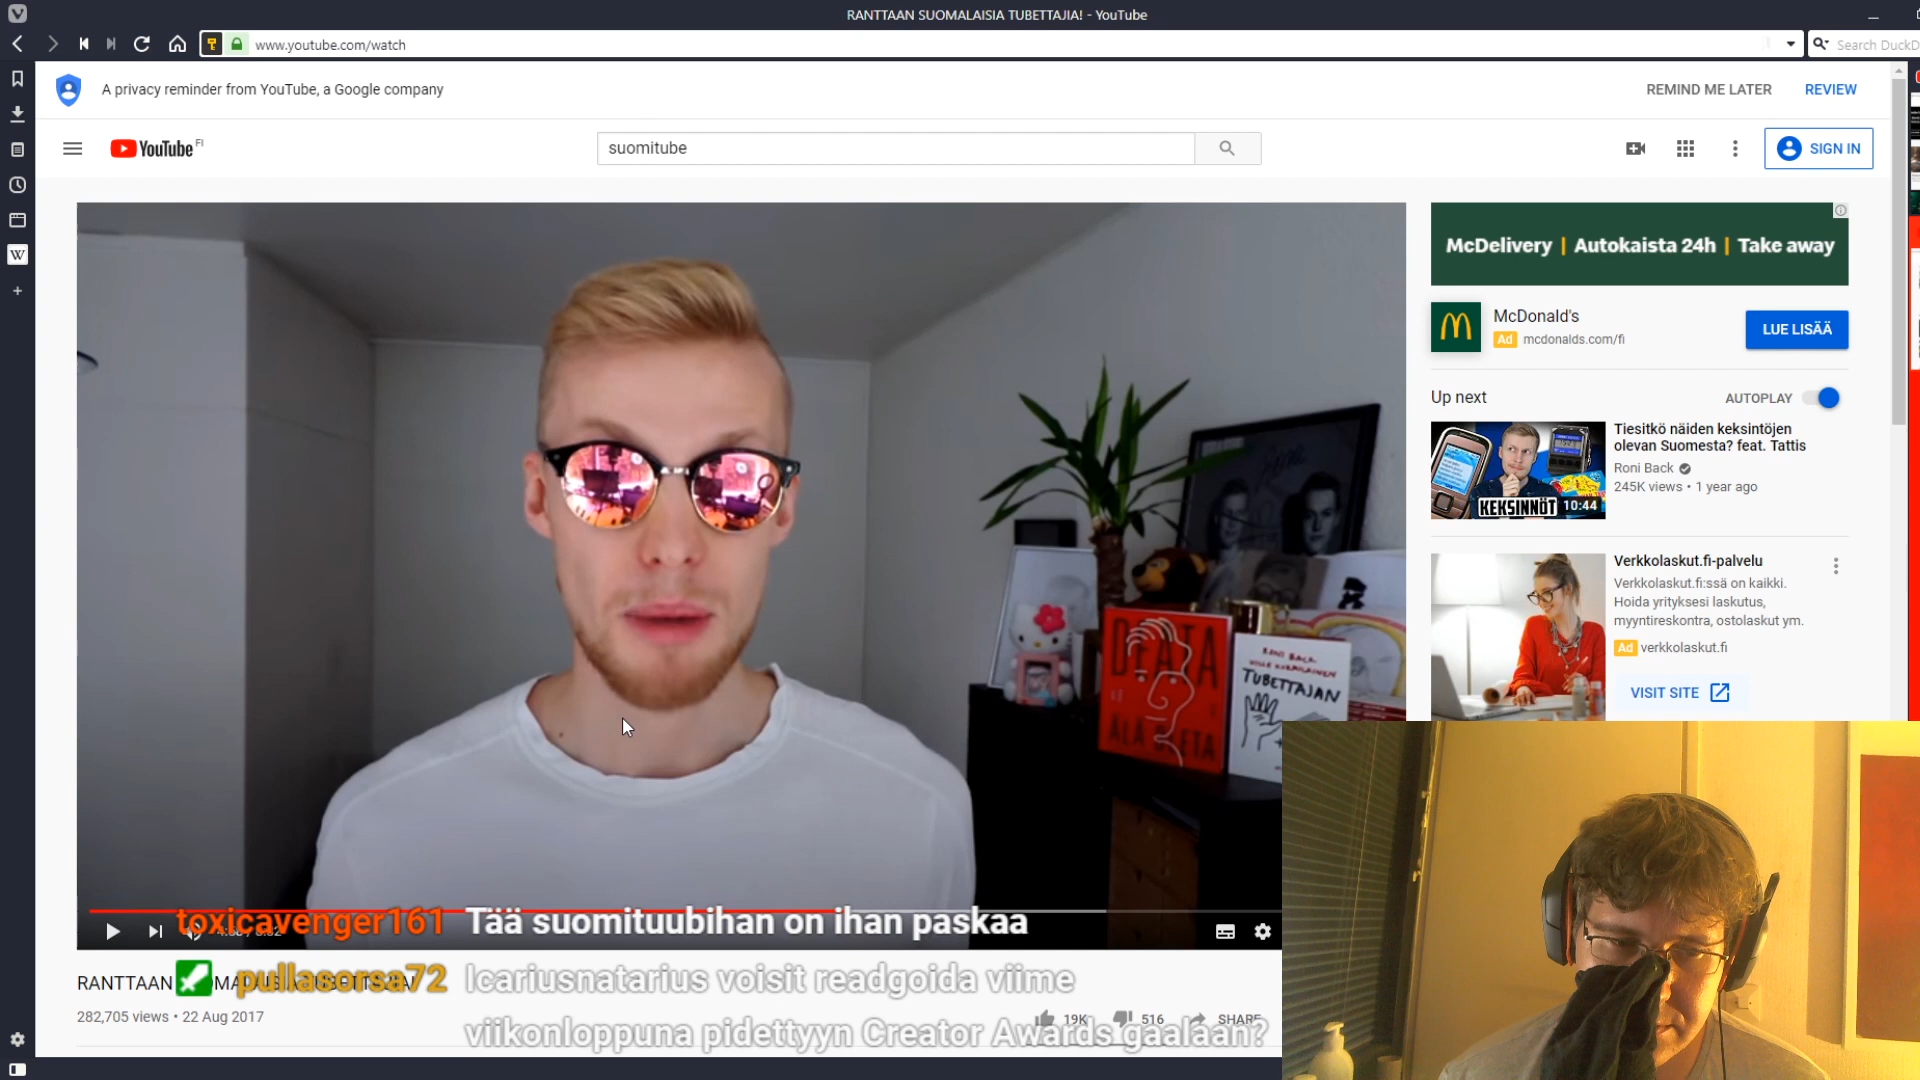 RANTTAAN SUOMALAISIA TUBETTAJIA! - YouTube
www.youtube.com/watch
Search DuckD
A privacy reminder from YouTube, a Google company
REMIND ME LATER
REVIEW
YouTube FI
suomitube
SIGN IN
McDelivery | Autokaista 24h | Take away
McDonald's
Ad mcdonalds.com/fi
LUE LISÄÄ
Up next
AUTOPLAY
Tiesitkö näiden keksintöjen
olevan Suomesta? feat. Tattis
Roni Back
245K views • 1 year ago
KEKSINNÖT
10:44
Verkkolaskut.fi-palvelu
Verkkolaskut.fi:ssä on kaikki.
Hoida yrityksesi laskutus,
myyntireskontra, ostolaskut ym.
Ad verkkolaskut.fi
VISIT SITE
RONI BACK
TUBETTAJAN
ÄLÄ
toxicavenger161 Tää suomituubihan on ihan paskaa
RANTTAAN
pullasorsa72 Icariusnatarius voisit readgoida viime
viikonloppuna pidettyyn Creator Awards gaalaan?
282,705 views • 22 Aug 2017
19K
516
SHARE